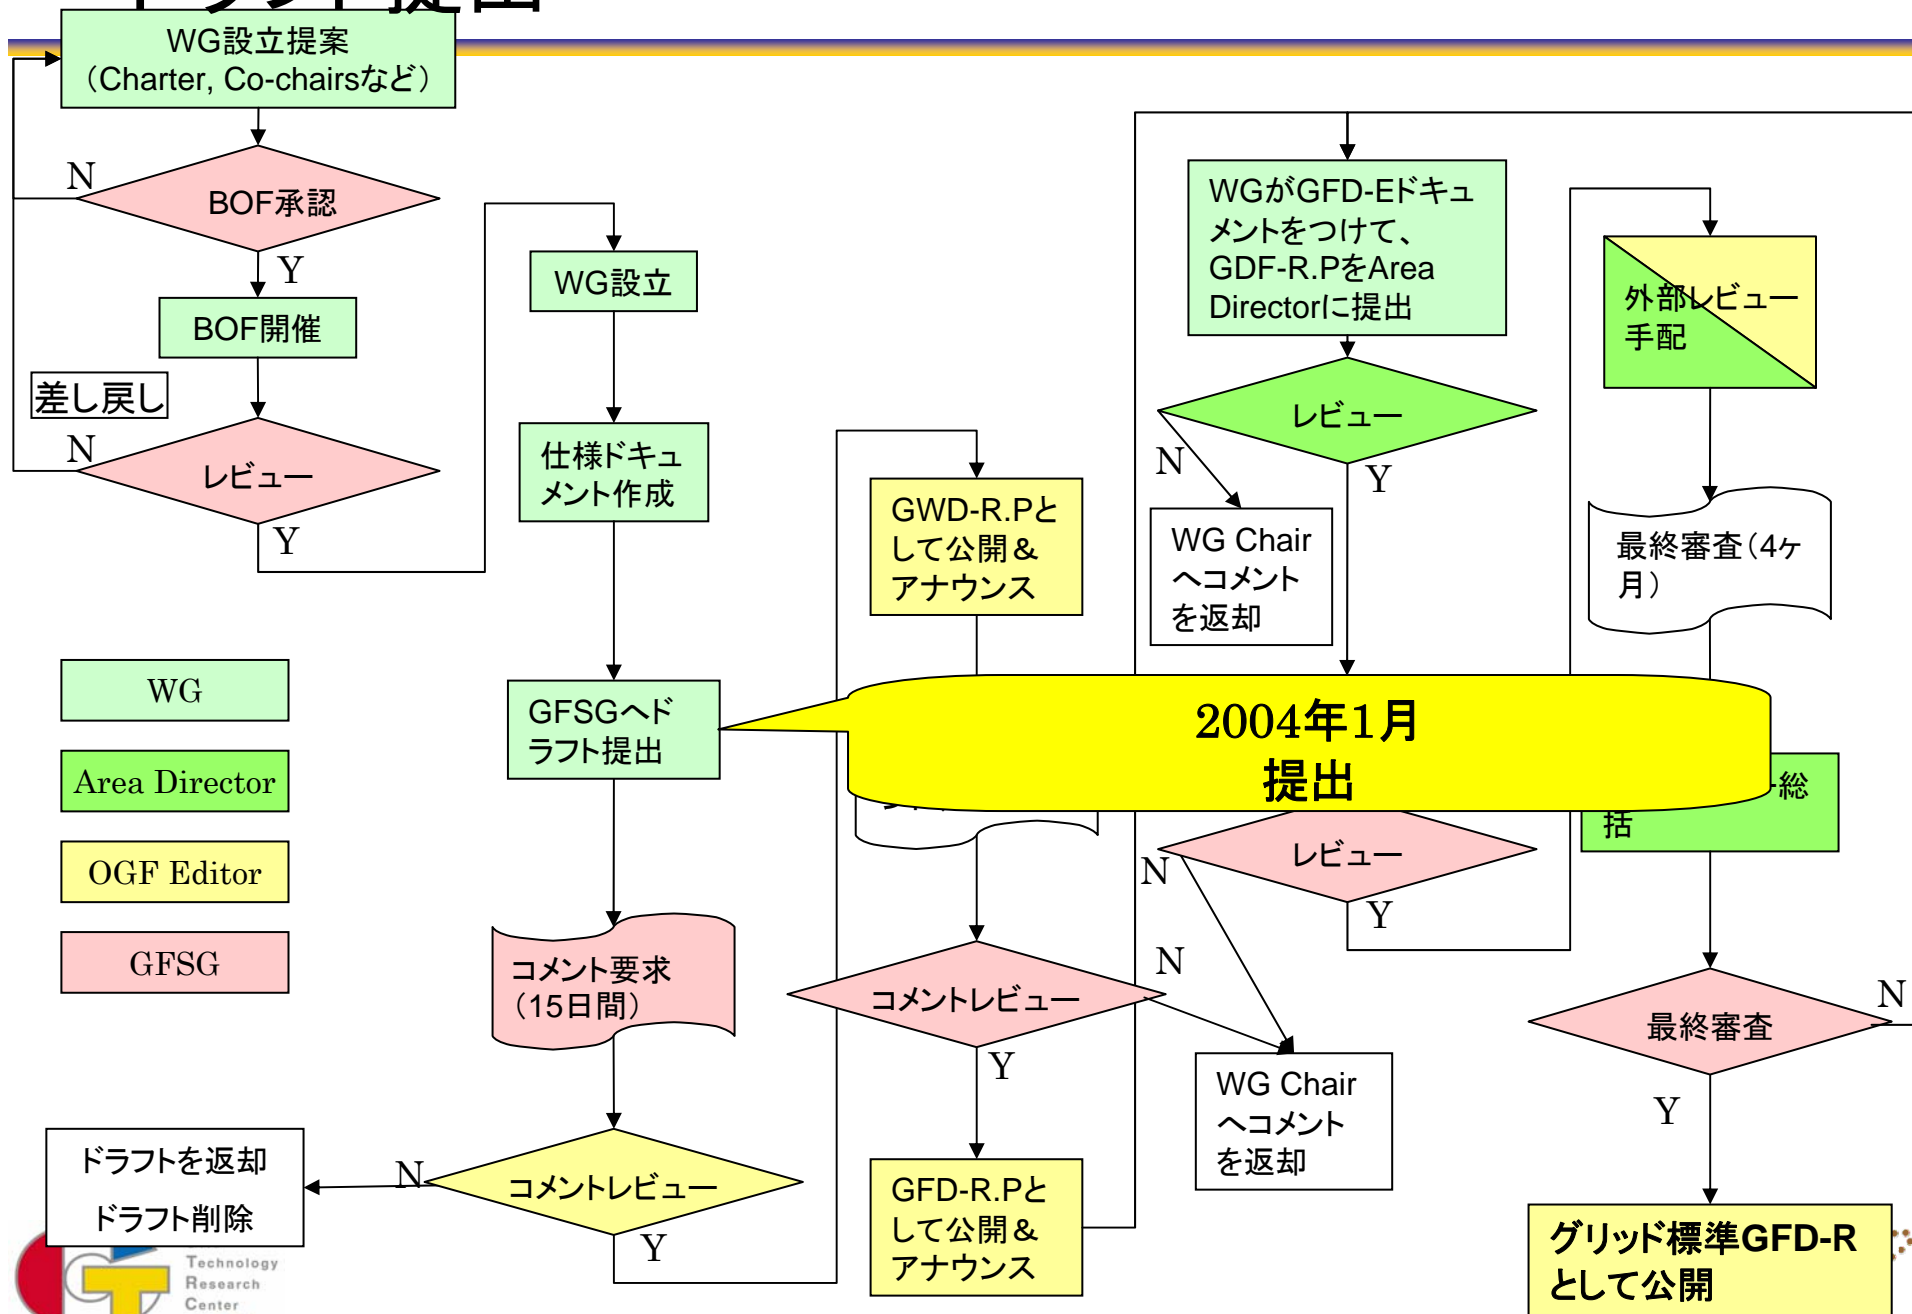 WG設立提案
（Charter, Co-chairsなど）
N
BOF承認
Y
BOF開催
差し戻し
N
レビュー
Y
WG設立
仕様ドキュ
メント作成
GFSGへド
ラフト提出
コメント要求
（15日間）
N
コメントレビュー
Y
ドラフトを返却
ドラフト削除
WG
Area Director
OGF Editor
GFSG
GWD-R.Pと
して公開＆
アナウンス
2004年1月
提出
コメントレビュー
N
Y
GFD-R.Pと
して公開＆
アナウンス
WGがGFD-Eドキュ
メントをつけて、
GDF-R.PをArea
Directorに提出
レビュー
N
Y
WG Chair
へコメント
を返却
レビュー
N
Y
WG Chair
へコメント
を返却
外部レビュー
手配
最終審査（4ヶ
月）
総
括
最終審査
N
Y
グリッド標準GFD-R
として公開
Technology
Research
Center